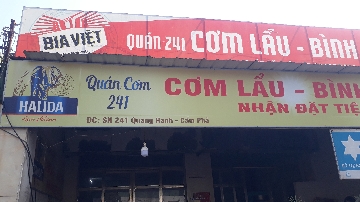 BIA VIỆT
QUÁN 241 CƠM LẨU - BÌNH
HALIDA
Quán Cơm
241
CƠM LẨU - BÌNH
NHẬN ĐẶT TIỆ
ĐC: SN 241 Quang Hanh - Cẩm Phả